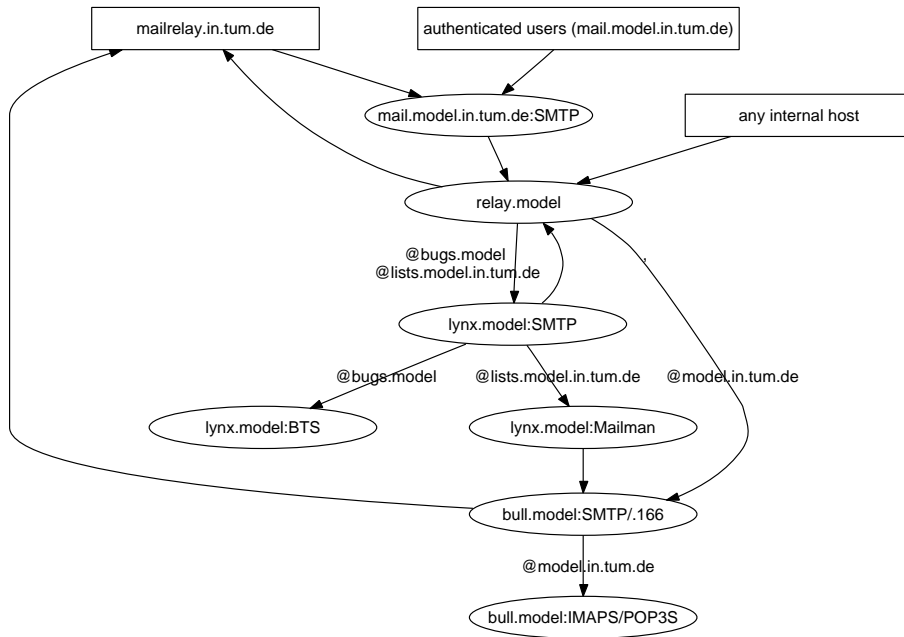 mailrelay.in.tum.de
authenticated users (mail.model.in.tum.de)
mail.model.in.tum.de:SMTP
any internal host
relay.model
@bugs.model
@lists.model.in.tum.de
,
lynx.model:SMTP
@bugs.model
@lists.model.in.tum.de
@model.in.tum.de
lynx.model:BTS
lynx.model:Mailman
bull.model:SMTP/.166
@model.in.tum.de
bull.model:IMAPS/POP3S